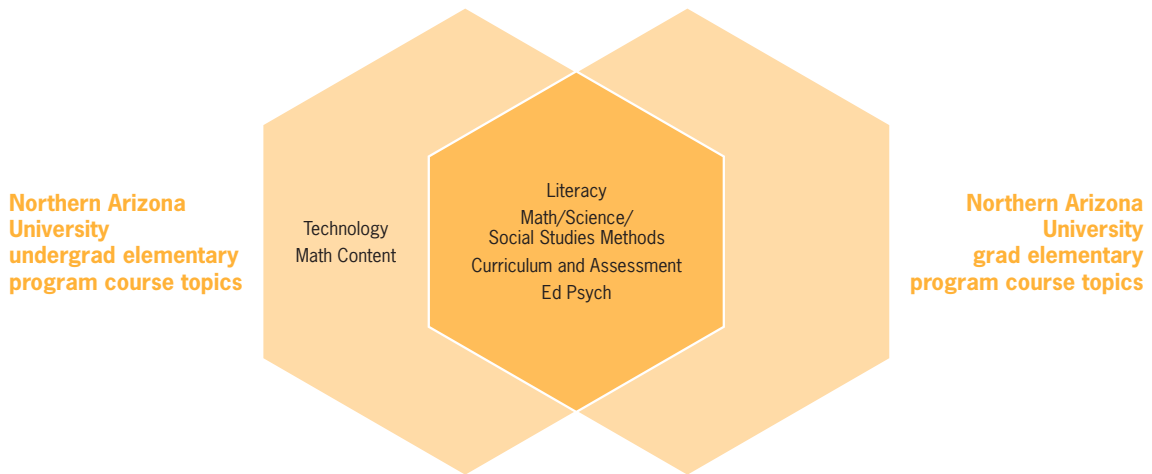 Northern Arizona
University
undergrad elementary
program course topics
Technology
Math Content
Literacy
Math/Science/
Social Studies Methods
Curriculum and Assessment
Ed Psych
Northern Arizona
University
grad elementary
program course topics